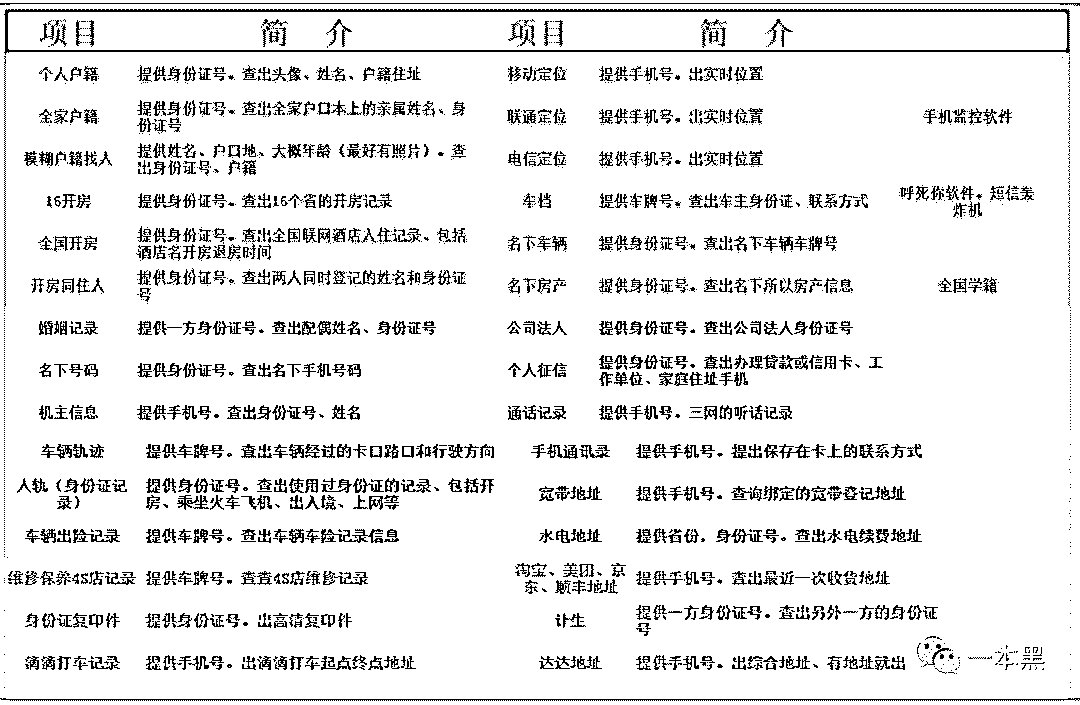 项目 简 介 项目 简 介
个人户籍 提供身份证号。查出头像、姓名、户籍住址 移动定位 提供手机号。出实时位置
全家户籍 提供身份证号。查出全家户口本上的亲属姓名、身份证号 联通定位 提供手机号。出实时位置 手机监控软件
模糊户籍找人 提供姓名、户口地、大概年龄（最好有照片）。查出身份证号、户籍 电信定位 提供手机号。出实时位置
16开房 提供身份证号。查出16个省的开房记录 车档 提供车牌号。查出车主身份证、联系方式 呼死你软件。短信轰炸机
全国开房 提供身份证号。查出全国联网酒店入住记录、包括酒店名开房退房时间 名下车辆 提供身份证号。查出名下车辆车牌号
开房同住人 提供身份证号。查出两人同时登记的姓名和身份证号 名下房产 提供身份证号。查出名下所以房产信息 全国学籍
婚姻记录 提供一方身份证号。查出配偶姓名、身份证号 公司法人 提供身份证号。查出公司法人身份证号
名下号码 提供身份证号。查出名下手机号码 个人征信 提供身份证号。查出办理贷款或信用卡、工作单位、家庭住址手机
机主信息 提供手机号。查出身份证号、姓名 通话记录 提供手机号。三网的听话记录
车辆轨迹 提供车牌号。查出车辆经过的卡口路口和行驶方向 手机通讯录 提供手机号。提出保存在卡上的联系方式
人轨（身份证记录） 提供身份证号。查出使用过身份证的记录、包括开房、乘坐火车飞机、出入境、上网等 宽带地址 提供手机号。查询绑定的宽带登记地址
车辆出险记录 提供车牌号。查出车辆车险记录信息 水电地址 提供省份，身份证号。查出水电续费地址
维修保养4S店记录 提供车牌号。查查4S店维修记录 淘宝、美团、京东、顺丰地址 提供手机号。查出最近一次收货地址
身份证复印件 提供身份证号。出高清复印件 计生 提供一方身份证号。查出另外一方的身份证号
滴滴打车记录 提供手机号。出滴滴打车起点终点地址 达达地址 提供手机号。出综合地址、有地址就出
一本黑